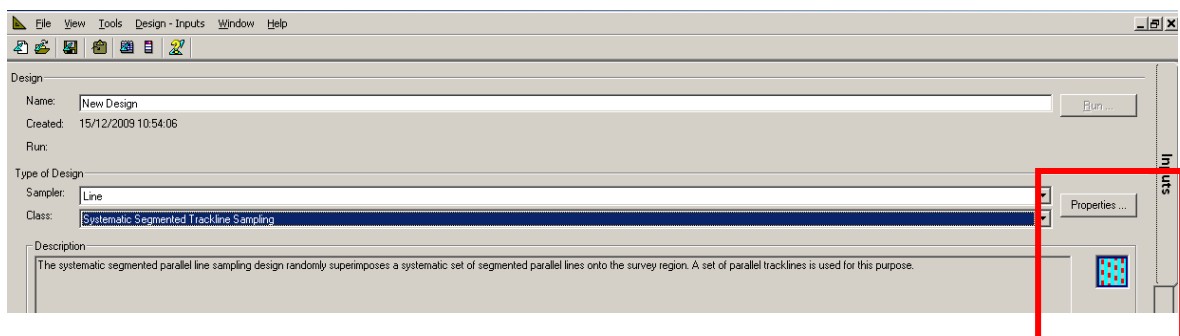 File View Tools Design - Inputs Window Help
Design
Name: New Design Run ...
Created: 15/12/2009 10:54:06
Run:
Type of Design
Sampler: Line
Class: Systematic Segmented Trackline Sampling
Properties ...
Inputs
Description
The systematic segmented parallel line sampling design randomly superimposes a systematic set of segmented parallel lines onto the survey region. A set of parallel tracklines is used for this purpose.